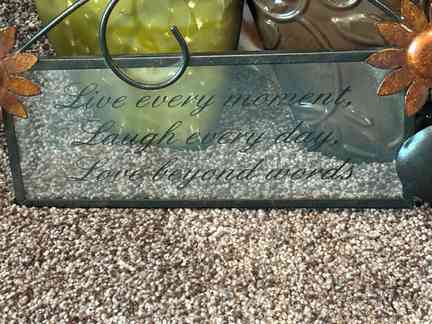 Live every moment,
Laugh every day,
Love beyond words